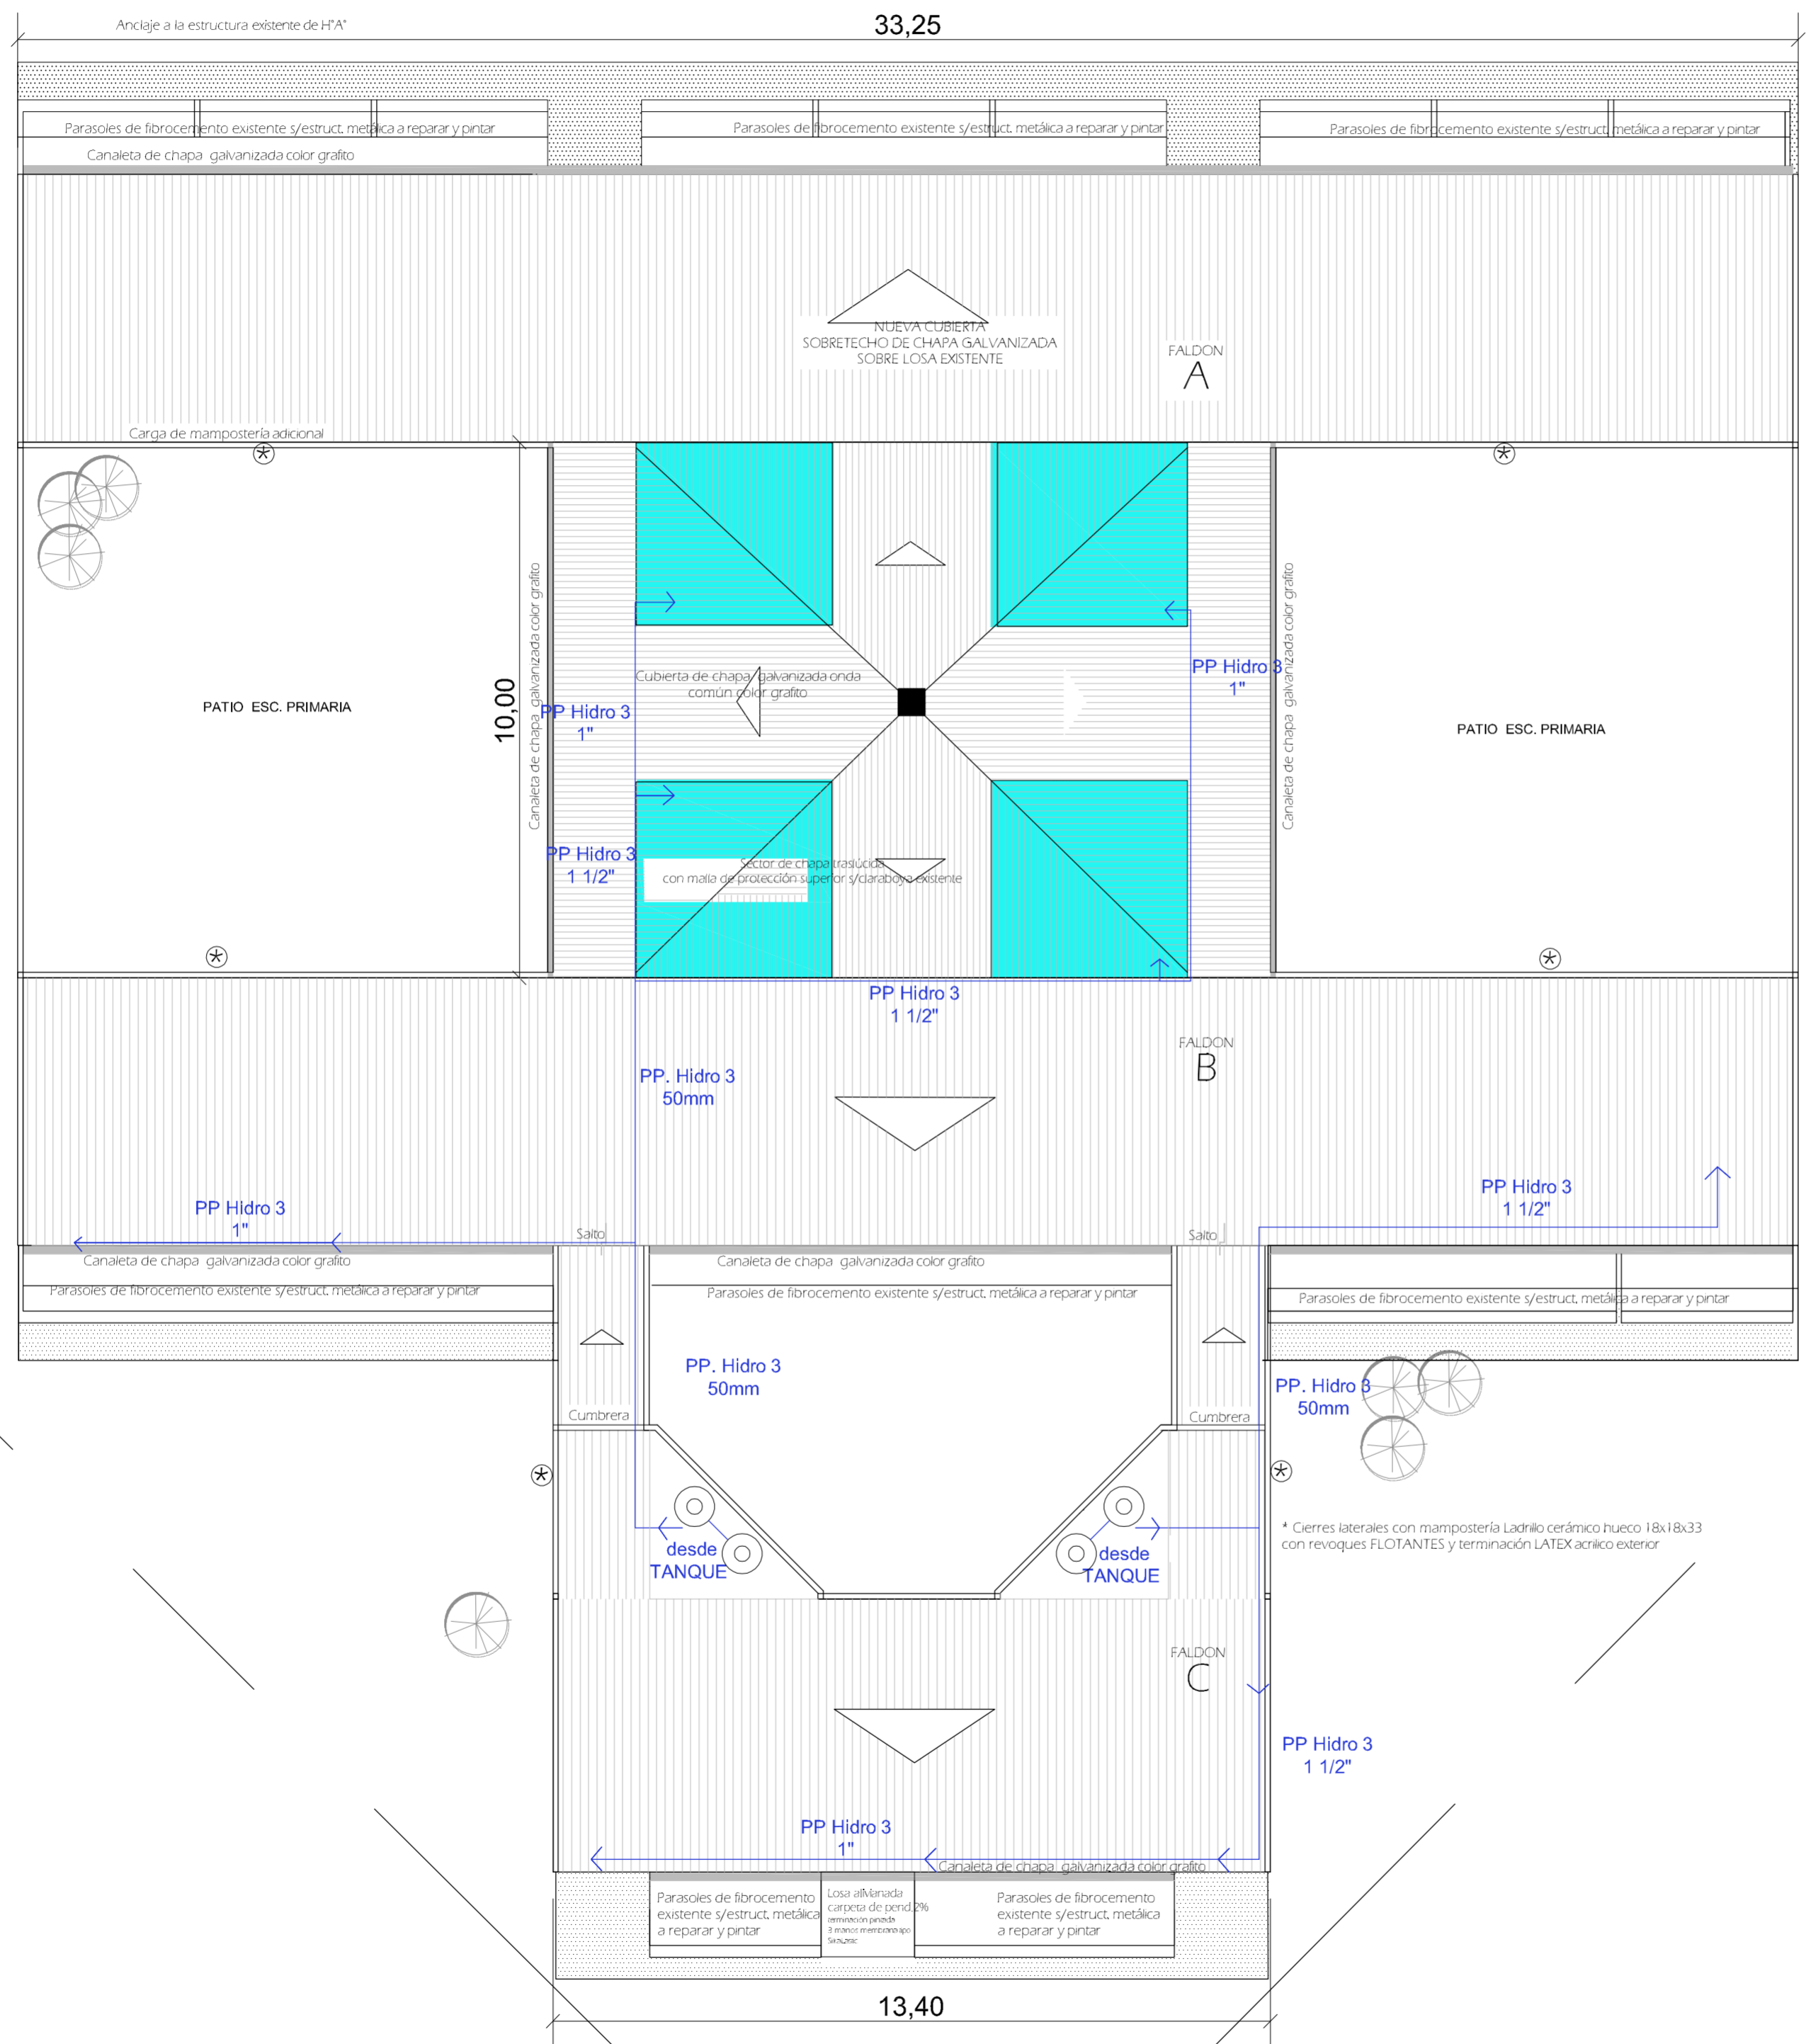 Anclaje a la estructura existente de H"A"
33,25
Parasoles de fibrocemento existente s/estruct. metálica a reparar y pintar
Parasoles de fibrocemento existente s/estruct. metálica a reparar y pintar
Parasoles de fibrocemento existente s/estruct. metálica a reparar y pintar
Canaleta de chapa galvanizada color grafito
NUEVA CUBIERTA
SOBRETECHO DE CHAPA GALVANIZADA
SOBRE LOSA EXISTENTE
FALDON
A
Carga de mampostería adicional
*
*
Canaleta de chapa galvanizada color grafito
Canaleta de chapa galvanizada color grafito
10,00
PATIO ESC. PRIMARIA
PATIO ESC. PRIMARIA
Cubierta de chapa galvanizada onda
común color grafito
PP Hidro 3
1"
PP Hidro 3
1"
PP Hidro 3
1 1/2"
Sector de chapa traslúcida
con malla de protección superior s/claraboya existente
*
*
PP Hidro 3
1 1/2"
FALDON
B
PP. Hidro 3
50mm
PP Hidro 3
1"
PP Hidro 3
1 1/2"
Salto
Salto
Canaleta de chapa galvanizada color grafito
Canaleta de chapa galvanizada color grafito
Parasoles de fibrocemento existente s/estruct. metálica a reparar y pintar
Parasoles de fibrocemento existente s/estruct. metálica a reparar y pintar
Parasoles de fibrocemento existente s/estruct. metálica a reparar y pintar
PP. Hidro 3
50mm
PP. Hidro 3
50mm
Cumbrera
Cumbrera
*
*
desde
TANQUE
desde
TANQUE
* Cierres laterales con mampostería Ladrillo cerámico hueco 18x18x33
con revoques FLOTANTES y terminación LATEX acrilico exterior
FALDON
C
PP Hidro 3
1 1/2"
PP Hidro 3
1"
Canaleta de chapa galvanizada color grafito
Parasoles de fibrocemento
existente s/estruct. metálica
a reparar y pintar
Losa alivianada
carpeta de pend.2%
terminación pintada
3 manos membrana tipo
Parasoles de fibrocemento
existente s/estruct. metálica
a reparar y pintar
13,40